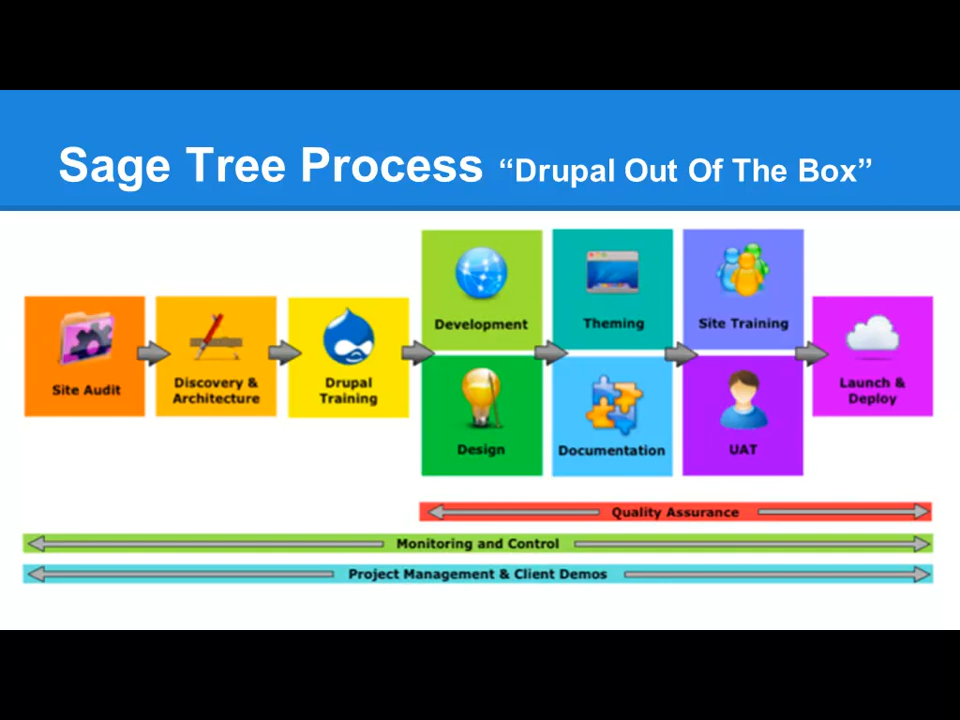 Sage Tree Process “Drupal Out Of The Box”
Site Audit
Discovery &
Architecture
Drupal
Training
Development
Design
Theming
Documentation
Site Training
UAT
Launch &
Deploy
Quality Assurance
Monitoring and Control
Project Management & Client Demos